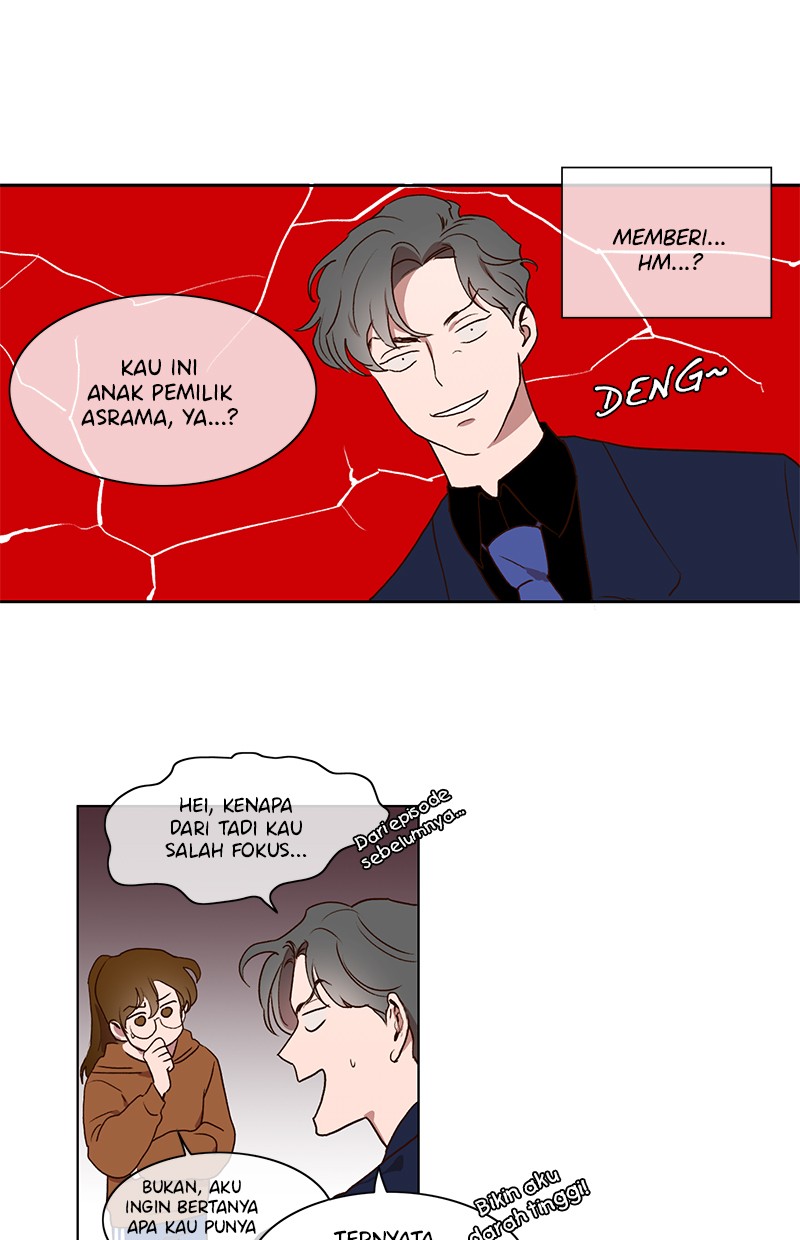 MEMBERI...
HM...?
KAU INI
ANAK PEMILIK
ASRAMA, YA...?
DENG~
HEI, KENAPA
DARI TADI KAU
SALAH FOKUS...
Dari episode
sebelumnya...
BUKAN, AKU
INGIN BERTANYA
APA KAU PUNYA
TERNYATA
Bikin aku
darah tinggi!